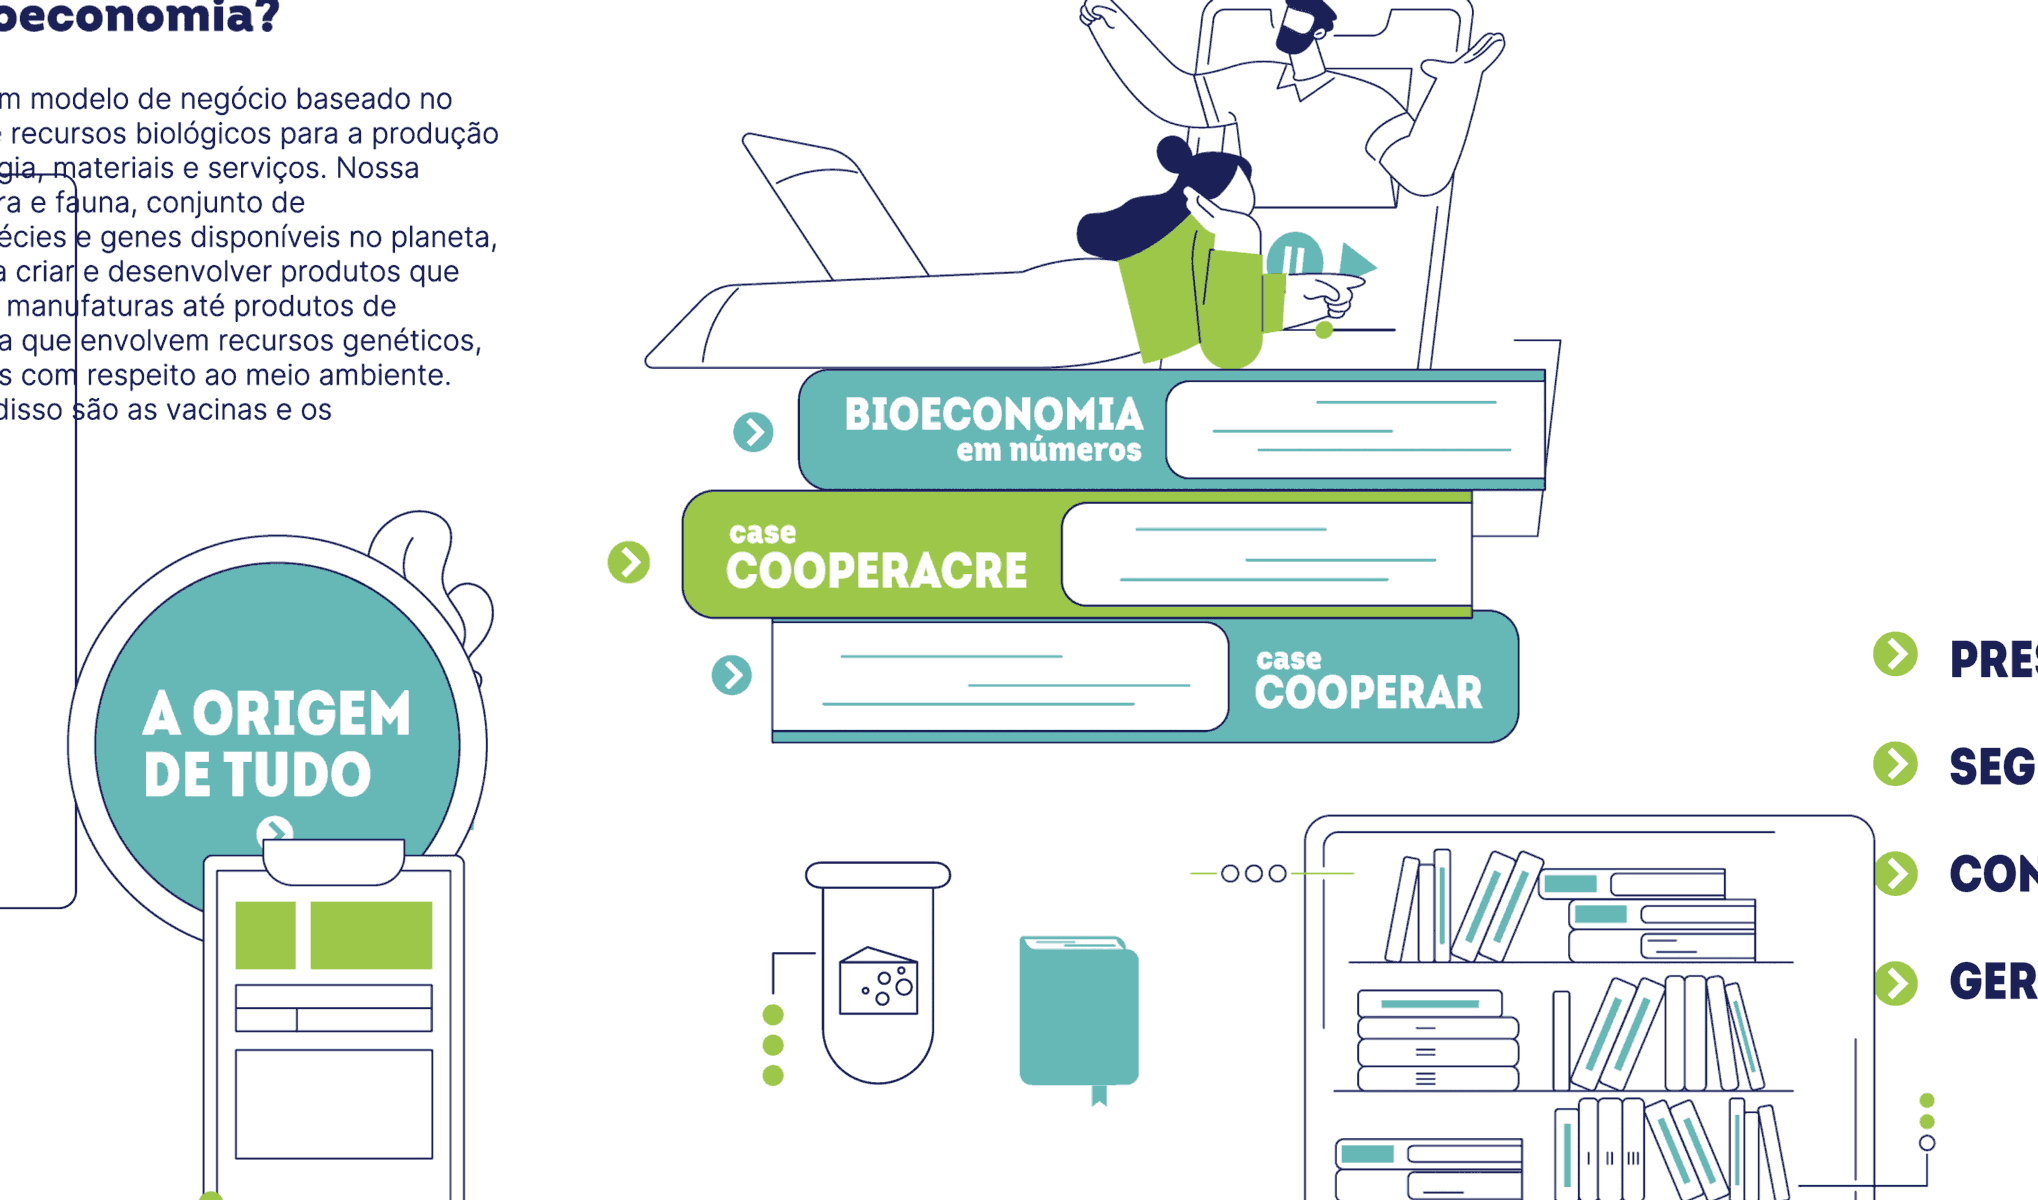 oeconomia?
m modelo de negócio baseado no
e recursos biológicos para a produção
gia, materiais e serviços. Nossa
ra e fauna, conjunto de
écies e genes disponíveis no planeta,
a criar e desenvolver produtos que
manufaturas até produtos de
a que envolvem recursos genéticos,
s com respeito ao meio ambiente.
disso são as vacinas e os
BIOECONOMIA
em números
case
COOPERACRE
case
COOPERAR
A ORIGEM
DE TUDO
PRES
SEG
CON
GER